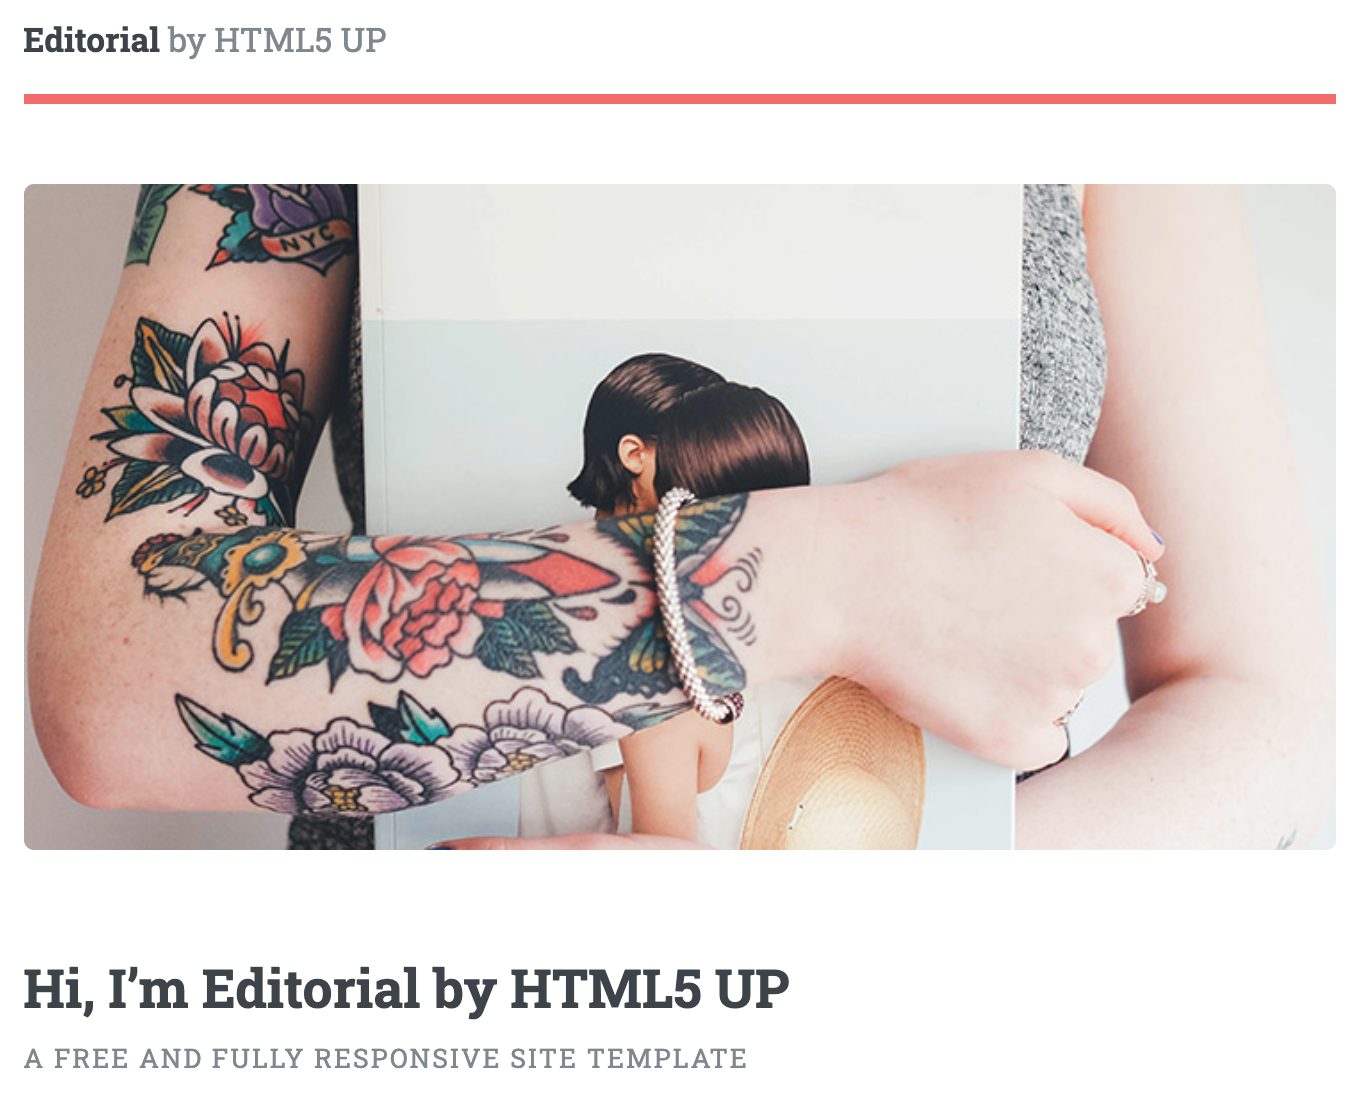 Editorial by HTML5 UP
NYC
Hi, I’m Editorial by HTML5 UP
A FREE AND FULLY RESPONSIVE SITE TEMPLATE